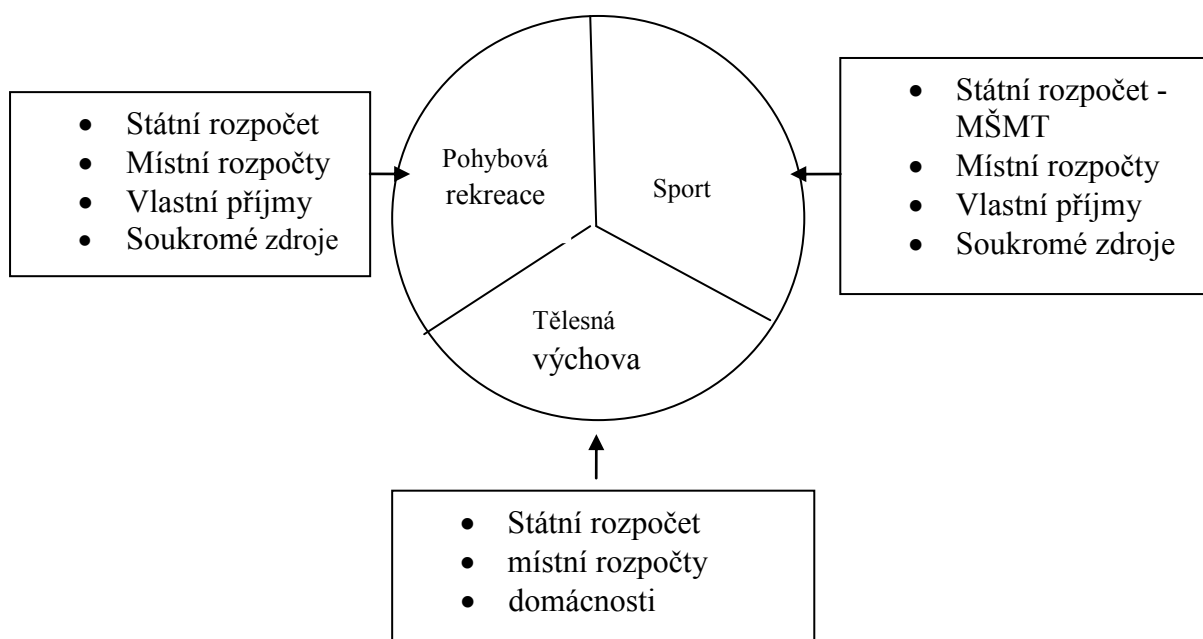 • Státní rozpočet
• Místní rozpočty
• Vlastní příjmy
• Soukromé zdroje
Pohybová
rekreace
Sport
• Státní rozpočet -
MŠMT
• Místní rozpočty
• Vlastní příjmy
• Soukromé zdroje
Tělesná
výchova
• Státní rozpočet
• místní rozpočty
• domácnosti